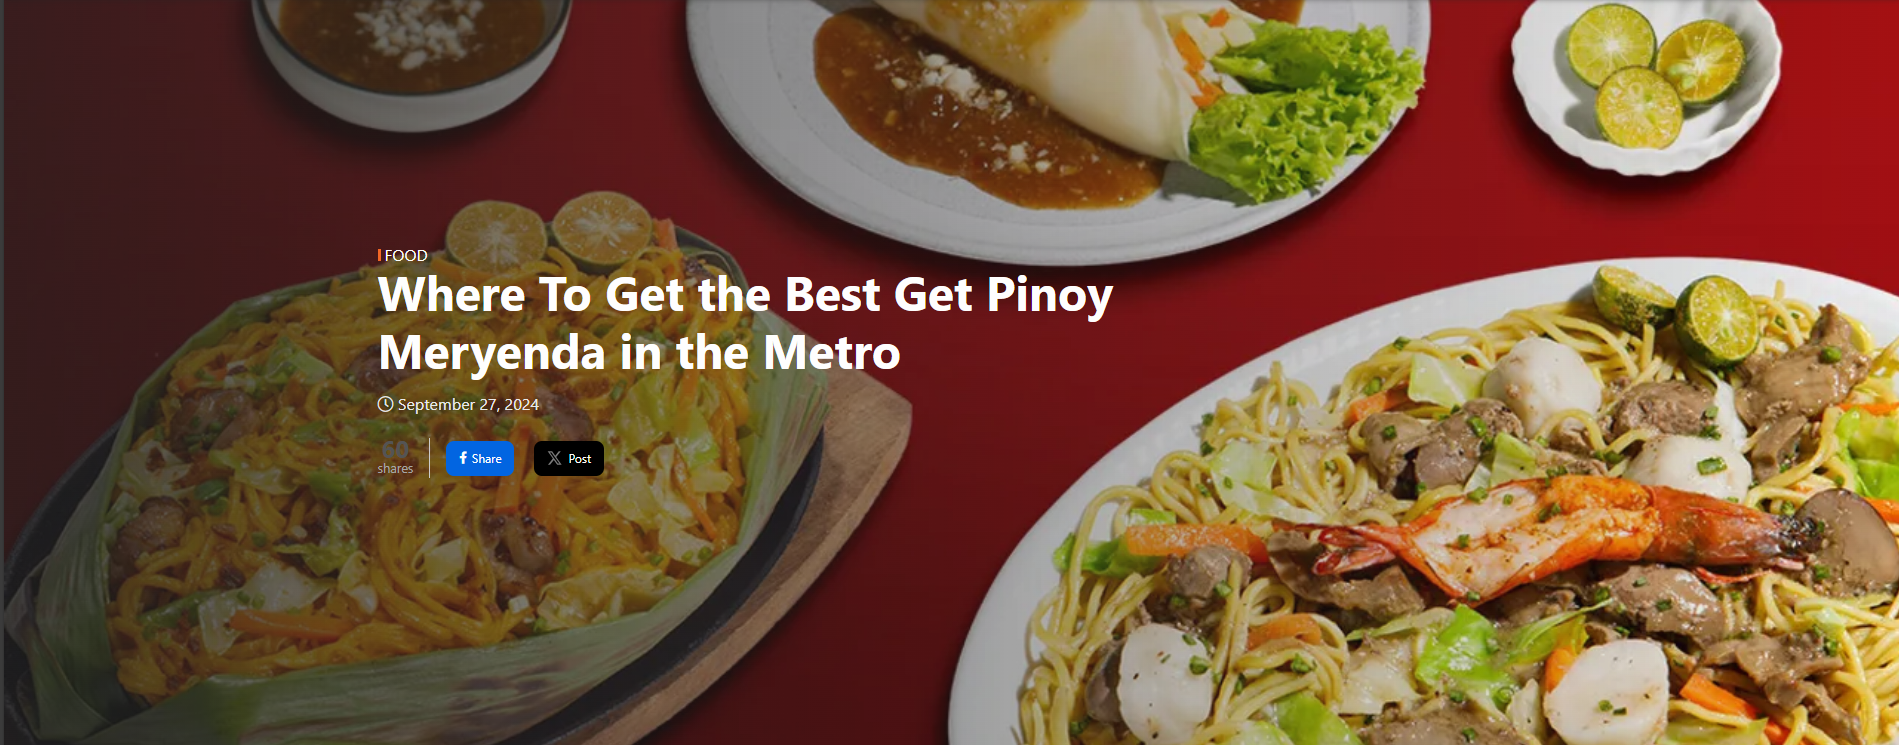 FOOD
Where To Get the Best Get Pinoy
Meryenda in the Metro
September 27, 2024
60
shares
Share
Post